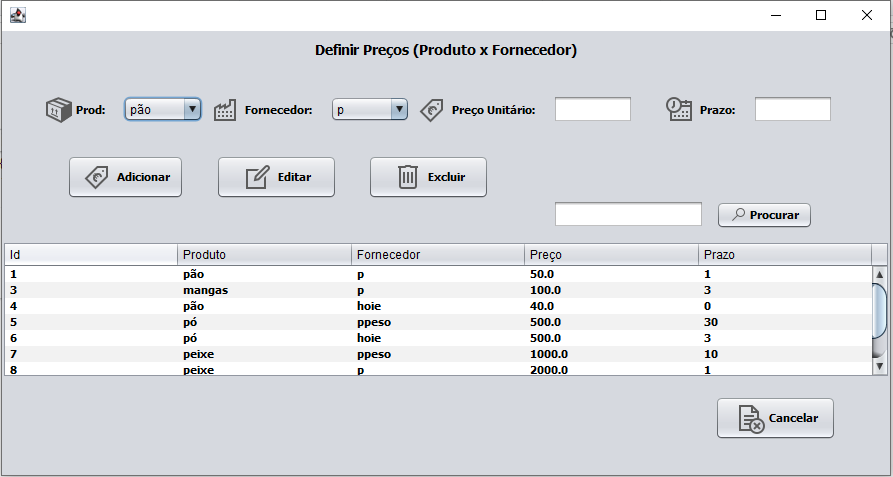 Definir Preços (Produto x Fornecedor)
Prod: pão Fornecedor: p Preço Unitário: Prazo:
Adicionar Editar Excluir
Procurar
Id Produto Fornecedor Preço Prazo
1 pão p 50.0 1
3 mangas p 100.0 3
4 pão hoie 40.0 0
5 pó ppeso 500.0 30
6 pó hoie 500.0 3
7 peixe ppeso 1000.0 10
8 peixe p 2000.0 1
Cancelar